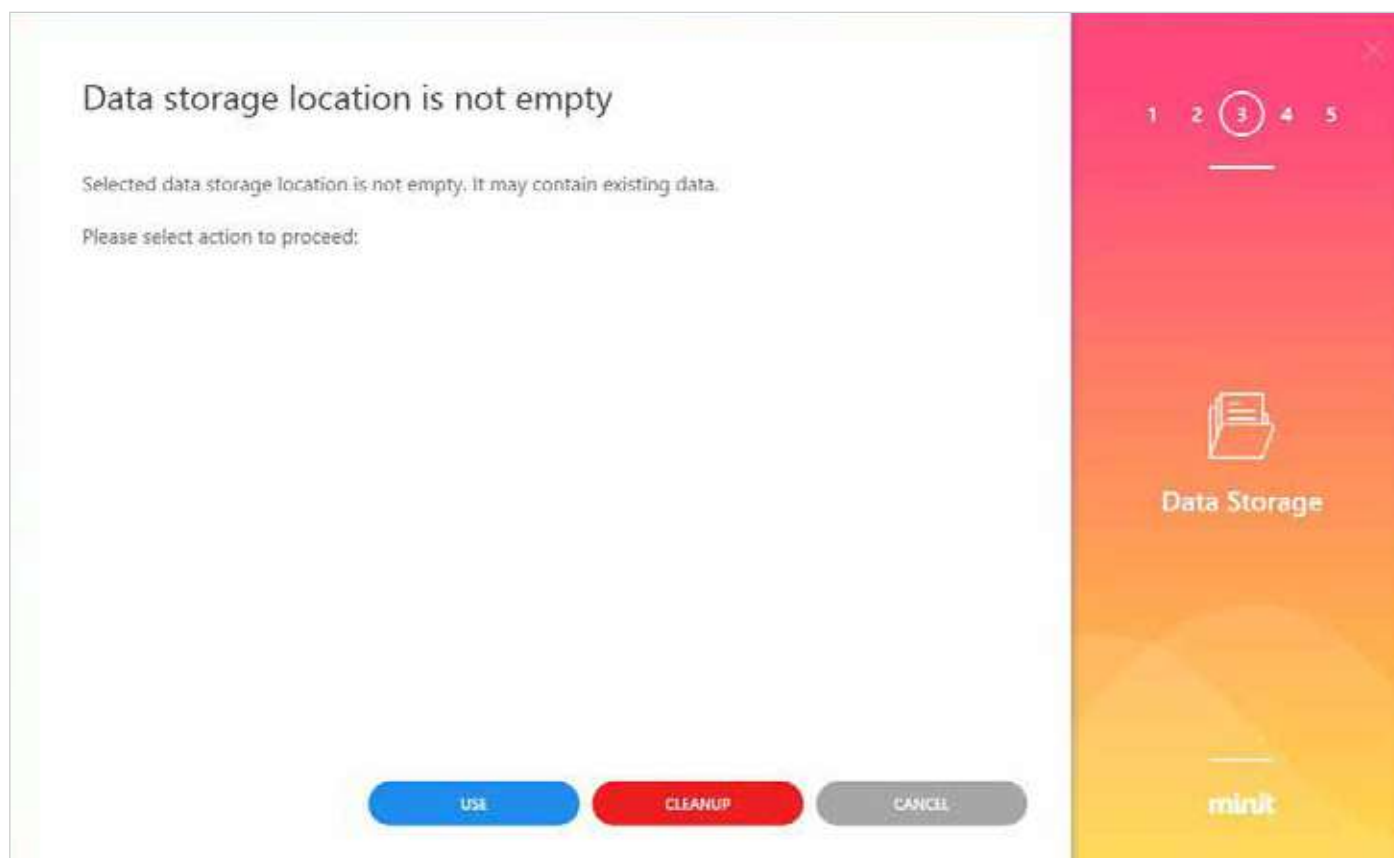 Data storage location is not empty
Selected data storage location is not empty. It may contain existing data.
Please select action to proceed:
USE CLEANUP CANCEL
1 2 3 4 5
Data Storage
minit